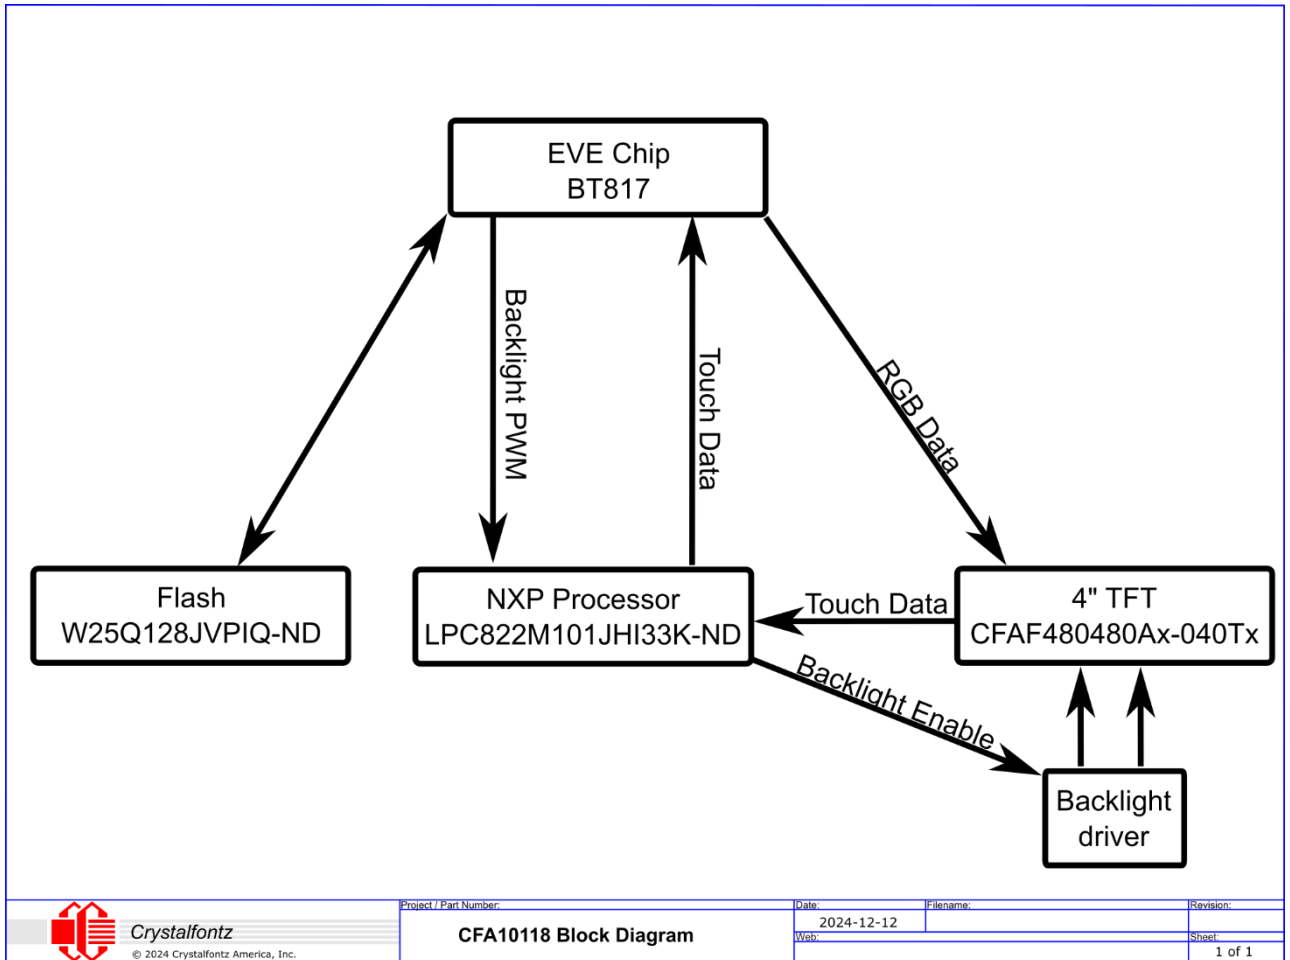 EVE Chip
BT817
Backlight PWM
Touch Data
RGB Data
Flash
W25Q128JVPIQ-ND
NXP Processor
LPC822M101JHI33K-ND
Touch Data
4" TFT
CFAF480480Ax-040Tx
Backlight Enable
Backlight
driver
Crystalfontz
© 2024 Crystalfontz America, Inc.
Project / Part Number:
CFA10118 Block Diagram
Date:
2024-12-12
Filename:
Revision:
Web:
Sheet:
1 of 1